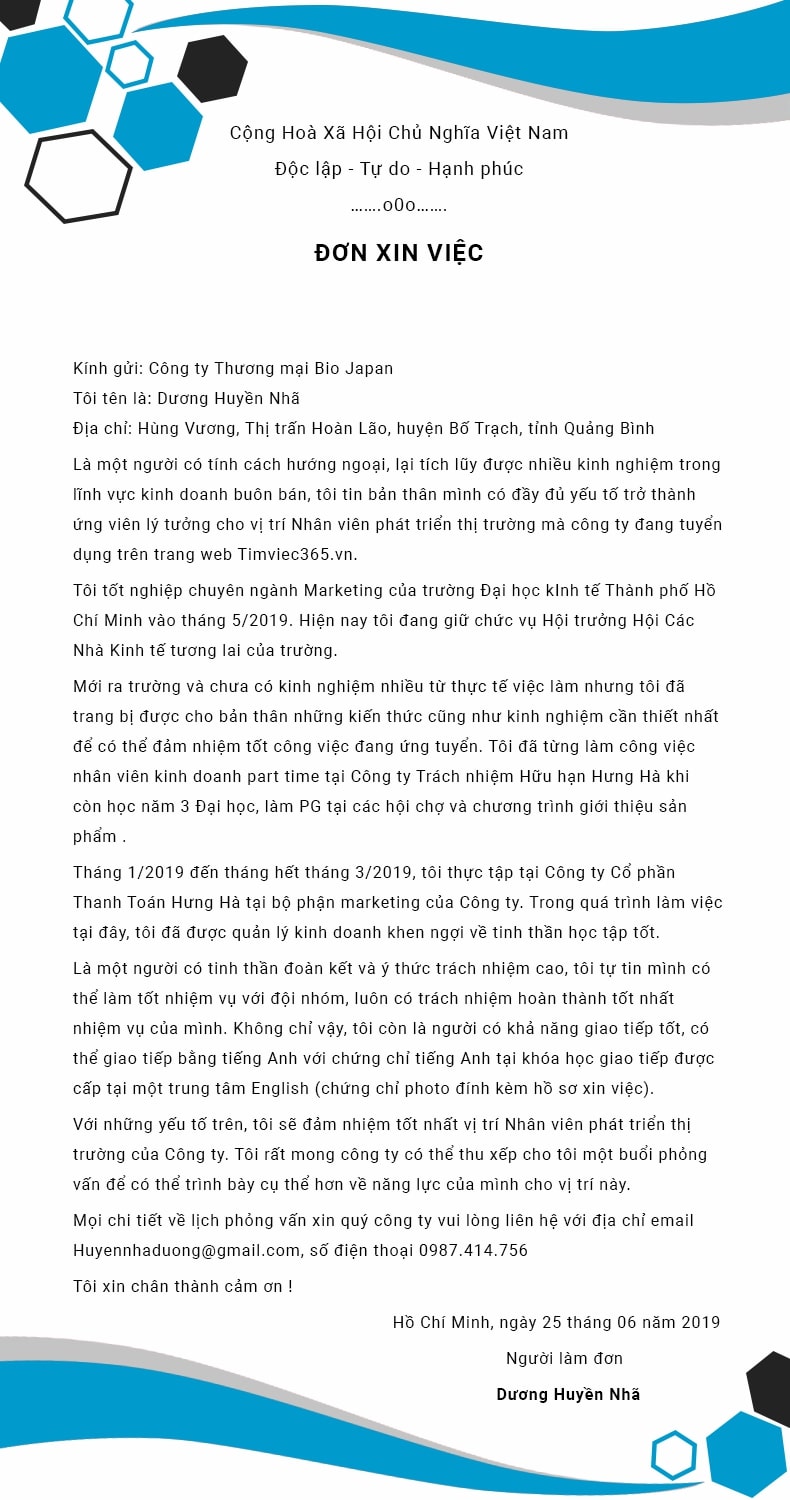 Cộng Hoà Xã Hội Chủ Nghĩa Việt Nam
Độc lập - Tự do - Hạnh phúc
…….o0o…….
ĐƠN XIN VIỆC
Kính gửi: Công ty Thương mại Bio Japan
Tôi tên là: Dương Huyền Nhã
Địa chỉ: Hùng Vương, Thị trấn Hoàn Lão, huyện Bố Trạch, tỉnh Quảng Bình
Là một người có tính cách hướng ngoại, lại tích lũy được nhiều kinh nghiệm trong
lĩnh vực kinh doanh buôn bán, tôi tin bản thân mình có đầy đủ yếu tố trở thành
ứng viên lý tưởng cho vị trí Nhân viên phát triển thị trường mà công ty đang tuyển
dụng trên trang web Timviec365.vn.
Tôi tốt nghiệp chuyên ngành Marketing của trường Đại học kInh tế Thành phố Hồ
Chí Minh vào tháng 5/2019. Hiện nay tôi đang giữ chức vụ Hội trưởng Hội Các
Nhà Kinh tế tương lai của trường.
Mới ra trường và chưa có kinh nghiệm nhiều từ thực tế việc làm nhưng tôi đã
trang bị được cho bản thân những kiến thức cũng như kinh nghiệm cần thiết nhất
để có thể đảm nhiệm tốt công việc đang ứng tuyển. Tôi đã từng làm công việc
nhân viên kinh doanh part time tại Công ty Trách nhiệm Hữu hạn Hưng Hà khi
còn học năm 3 Đại học, làm PG tại các hội chợ và chương trình giới thiệu sản
phẩm .
Tháng 1/2019 đến tháng hết tháng 3/2019, tôi thực tập tại Công ty Cổ phần
Thanh Toán Hưng Hà tại bộ phận marketing của Công ty. Trong quá trình làm việc
tại đây, tôi đã được quản lý kinh doanh khen ngợi về tinh thần học tập tốt.
Là một người có tinh thần đoàn kết và ý thức trách nhiệm cao, tôi tự tin mình có
thể làm tốt nhiệm vụ với đội nhóm, luôn có trách nhiệm hoàn thành tốt nhất
nhiệm vụ của mình. Không chỉ vậy, tôi còn là người có khả năng giao tiếp tốt, có
thể giao tiếp bằng tiếng Anh với chứng chỉ tiếng Anh tại khóa học giao tiếp được
cấp tại một trung tâm English (chứng chỉ photo đính kèm hồ sơ xin việc).
Với những yếu tố trên, tôi sẽ đảm nhiệm tốt nhất vị trí Nhân viên phát triển thị
trường của Công ty. Tôi rất mong công ty có thể thu xếp cho tôi một buổi phỏng
vấn để có thể trình bày cụ thể hơn về năng lực của mình cho vị trí này.
Mọi chi tiết về lịch phỏng vấn xin quý công ty vui lòng liên hệ với địa chỉ email
Huyennhaduong@gmail.com, số điện thoại 0987.414.756
Tôi xin chân thành cảm ơn !
Hồ Chí Minh, ngày 25 tháng 06 năm 2019
Người làm đơn
Dương Huyền Nhã